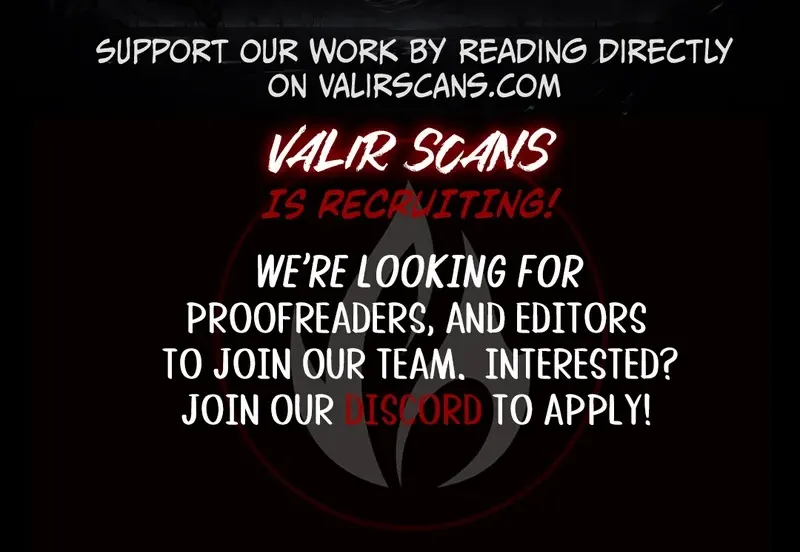 SUPPORT OUR WORK BY READING DIRECTLY
ON VALIRSCANS.COM
VALIR SCANS
IS RECRUITING!
WE'RE LOOKING FOR
PROOFREADERS, AND EDITORS
TO JOIN OUR TEAM. INTERESTED?
JOIN OUR DISCORD TO APPLY!